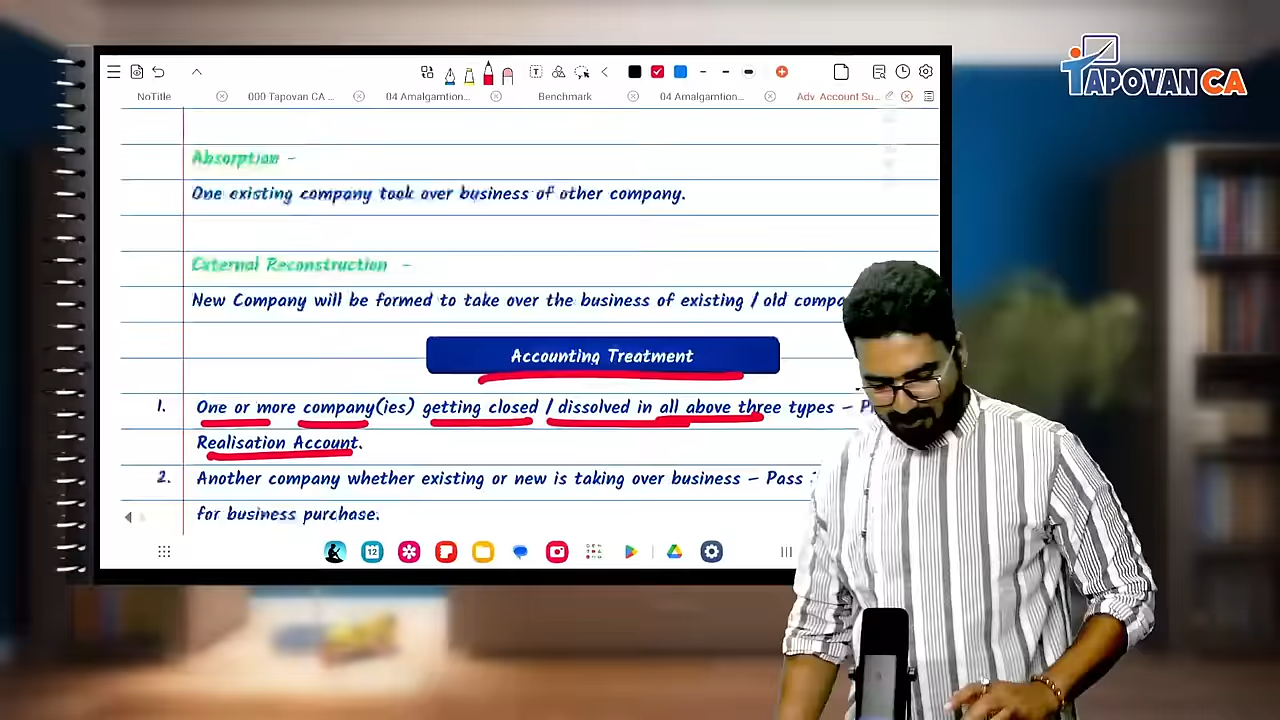 TAPOVAN CA
NoTitle
000 Tapovan CA ...
04 Amalgamtion...
Benchmark
04 Amalgamtion...
Adv. Account Su...
Absorption -
One existing company took over business of other company.
External Reconstruction -
New Company will be formed to take over the business of existing / old compa
Accounting Treatment
1. One or more company(ies) getting closed / dissolved in all above three types –
Realisation Account.
2. Another company whether existing or new is taking over business – Pass
for business purchase.
12